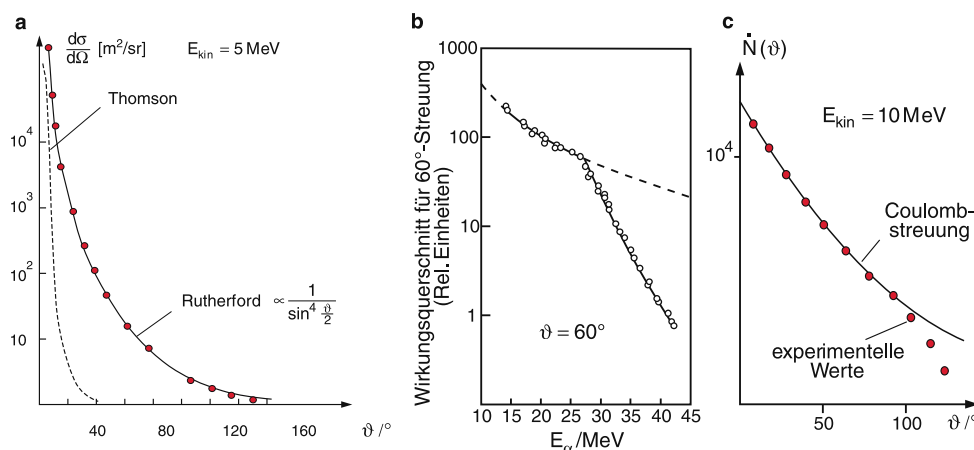 a
dσ/dΩ [m²/sr] E_kin = 5 MeV
Thomson
10⁴
10³
10²
10
Rutherford ∝ 1/sin⁴ ϑ/2
40 80 120 160 ϑ/°
b
Wirkungsquerschnitt für 60°-Streuung
(Rel. Einheiten)
1000
100
10
1
ϑ = 60°
10 15 20 25 30 35 40 45
E_α/MeV
c
Ṅ(ϑ)
E_kin = 10 MeV
10⁴
Coulomb-
streuung
experimentelle
Werte
50 100 ϑ/°